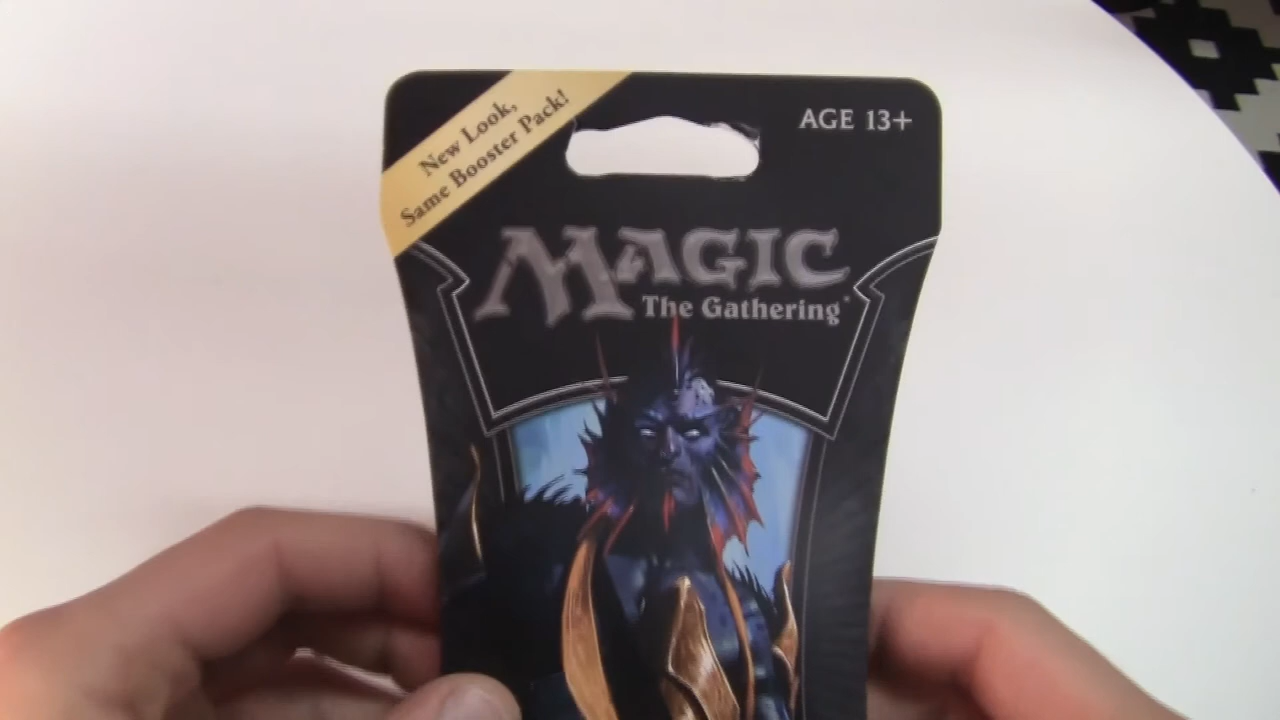 New Look,
Same Booster Pack!
AGE 13+
MAGIC
The Gathering